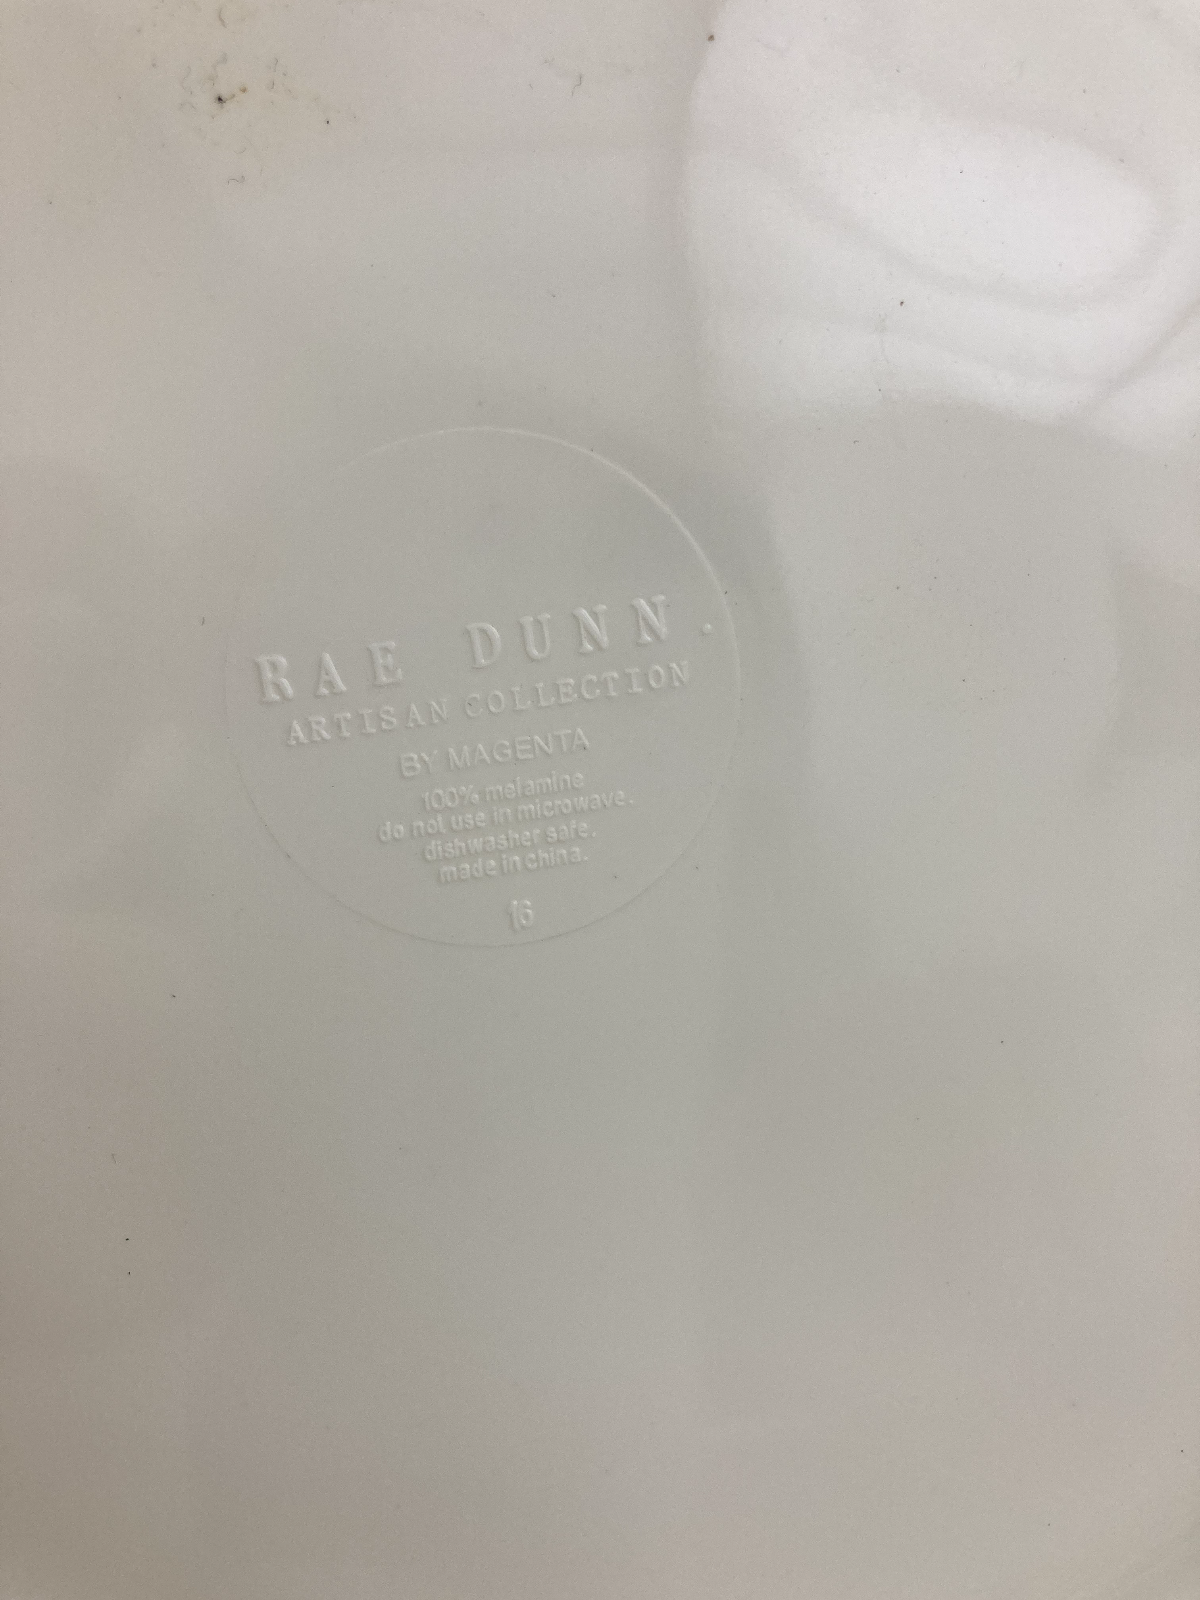 RAE DUNN.
ARTISAN COLLECTION
BY MAGENTA
100% melamine
do not use in microwave.
dishwasher safe.
made in china.
16